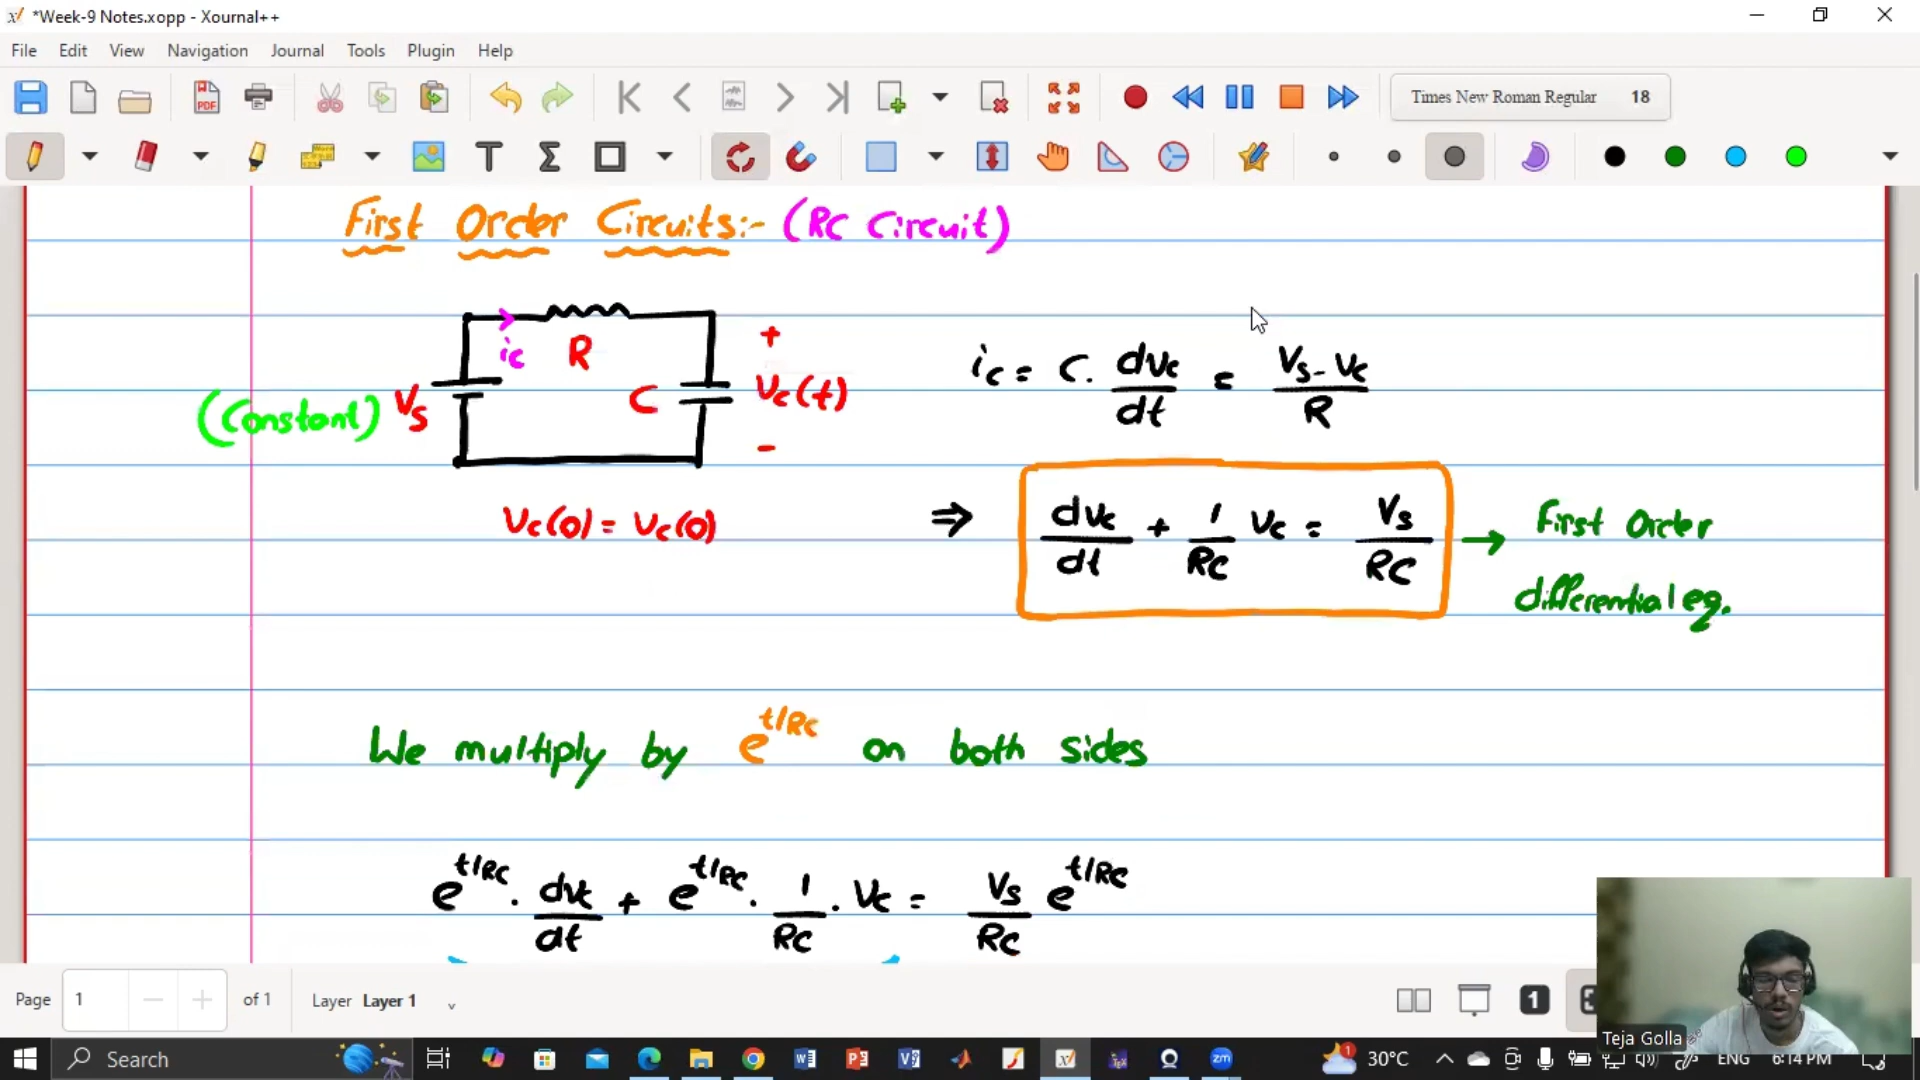 *Week-9 Notes.xopp - Xournal++
File Edit View Navigation Journal Tools Plugin Help
PDF Times New Roman Regular 18
First Order Circuits:- (RC Circuit)
ic R
(Constant) Vs C + vc(t) -
ic = C. dvc/dt = Vs - vc/R
vc(0) = vc(0)
⇒ dvc/dt + 1/RC vc = Vs/RC → First Order
differential eq.
We multiply by e^t/RC on both sides
e^t/RC . dvc/dt + e^t/RC . 1/RC . vc = Vs/RC e^t/RC
Page 1 of 1 Layer Layer 1 1
Teja Golla
Search 1 30°C ENG 6:14 PM